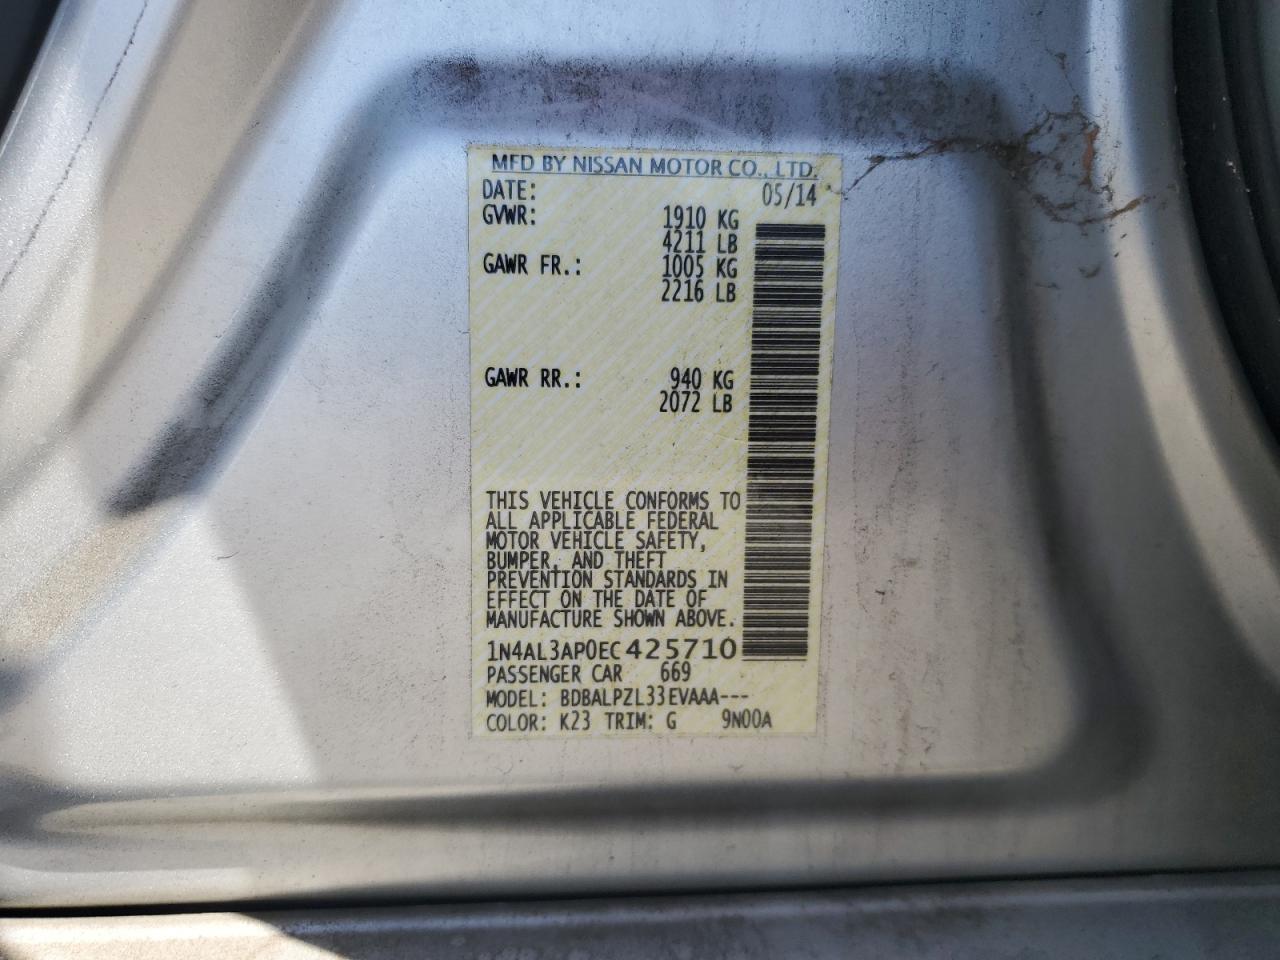 MFD BY NISSAN MOTOR CO., LTD.
DATE: 05/14
GVWR: 1910 KG
4211 LB
GAWR FR.: 1005 KG
2216 LB
GAWR RR.: 940 KG
2072 LB
THIS VEHICLE CONFORMS TO
ALL APPLICABLE FEDERAL
MOTOR VEHICLE SAFETY,
BUMPER, AND THEFT
PREVENTION STANDARDS IN
EFFECT ON THE DATE OF
MANUFACTURE SHOWN ABOVE.
1N4AL3AP0EC425710
PASSENGER CAR 669
MODEL: BDBALPZL33EVAAA---
COLOR: K23 TRIM: G 9N00A